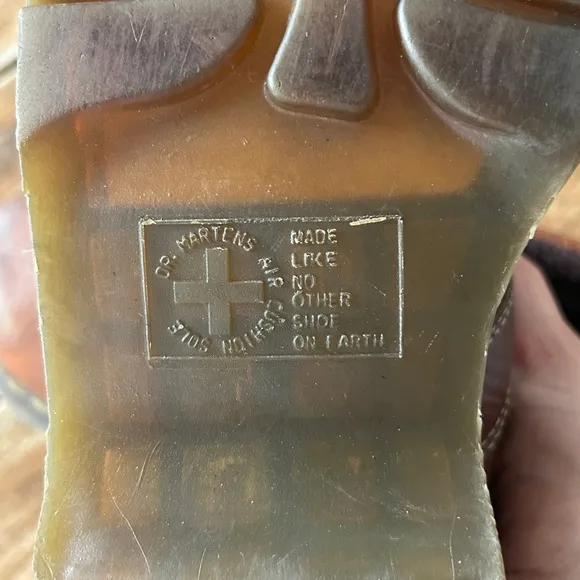 DR. MARTENS AIR CUSHION SOLE
MADE
LIKE
NO
OTHER
SHOE
ON EARTH